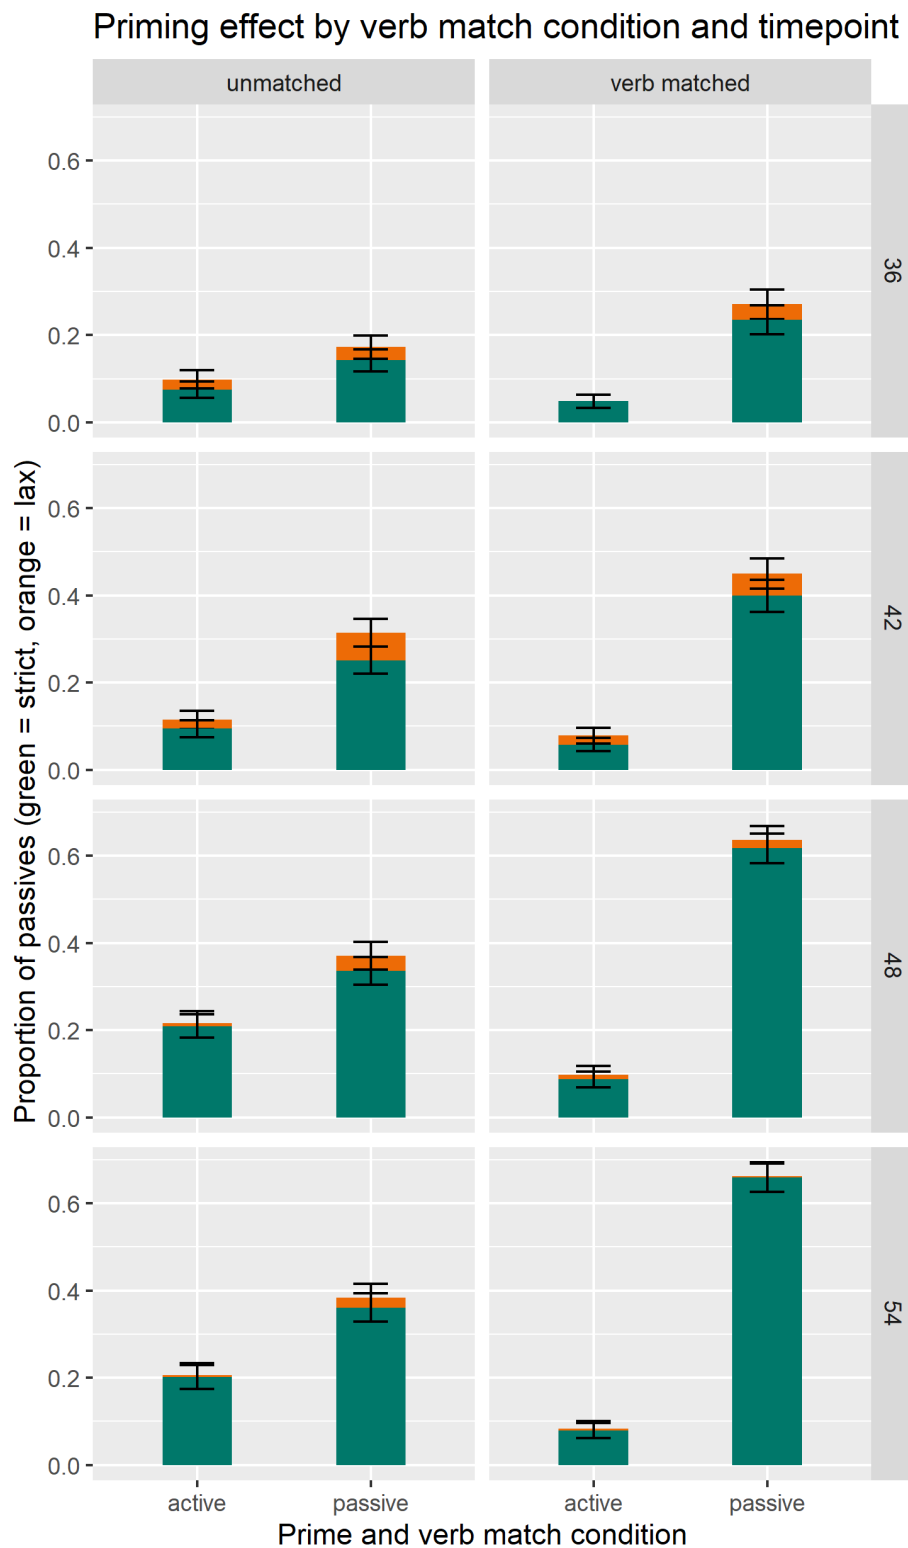 Priming effect by verb match condition and timepoint
unmatched
verb matched
0.6
0.4
0.2
0.0
36
0.6
0.4
0.2
0.0
42
0.6
0.4
0.2
0.0
48
0.6
0.4
0.2
0.0
54
Proportion of passives (green = strict, orange = lax)
active
passive
active
passive
Prime and verb match condition